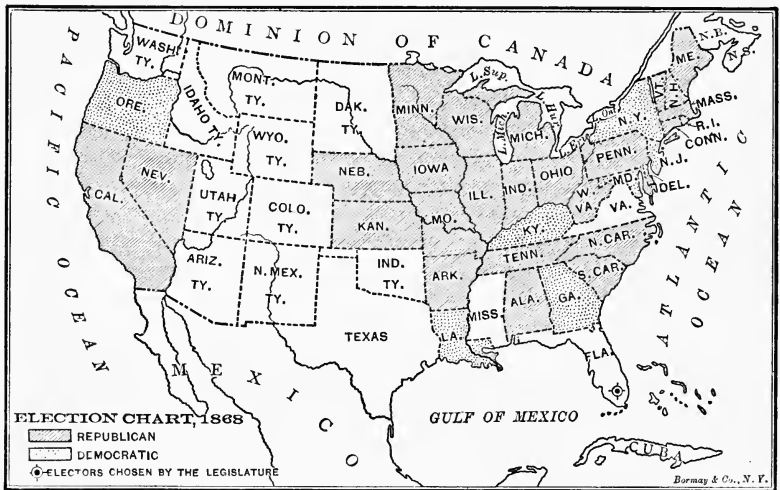 DOMINION OF CANADA
PACIFIC OCEAN
ATLANTIC OCEAN
MEXICO
GULF OF MEXICO
CUBA
WASH.
TY.
ORE.
CAL.
NEV.
IDAHO TY.
MONT.
TY.
WYO.
TY.
UTAH
TY.
COLO.
TY.
ARIZ.
TY.
N. MEX.
TY.
DAK.
TY.
NEB.
KAN.
IND.
TY.
TEXAS
MINN.
IOWA
MO.
ARK.
LA.
WIS.
L. Sup.
L. Mich.
L. Hur.
L. E.
Ont.
MICH.
ILL.
IND.
OHIO
KY.
TENN.
MISS.
ALA.
GA.
FLA.
S. CAR.
N. CAR.
VA.
W.
VA.
MD.
DEL.
N. J.
PENN.
N. Y.
CONN.
R. I.
MASS.
VT.
N. H.
ME.
N. B.
N. S.
ELECTION CHART, 1868
REPUBLICAN
DEMOCRATIC
ELECTORS CHOSEN BY THE LEGISLATURE
Bormay & Co., N. Y.